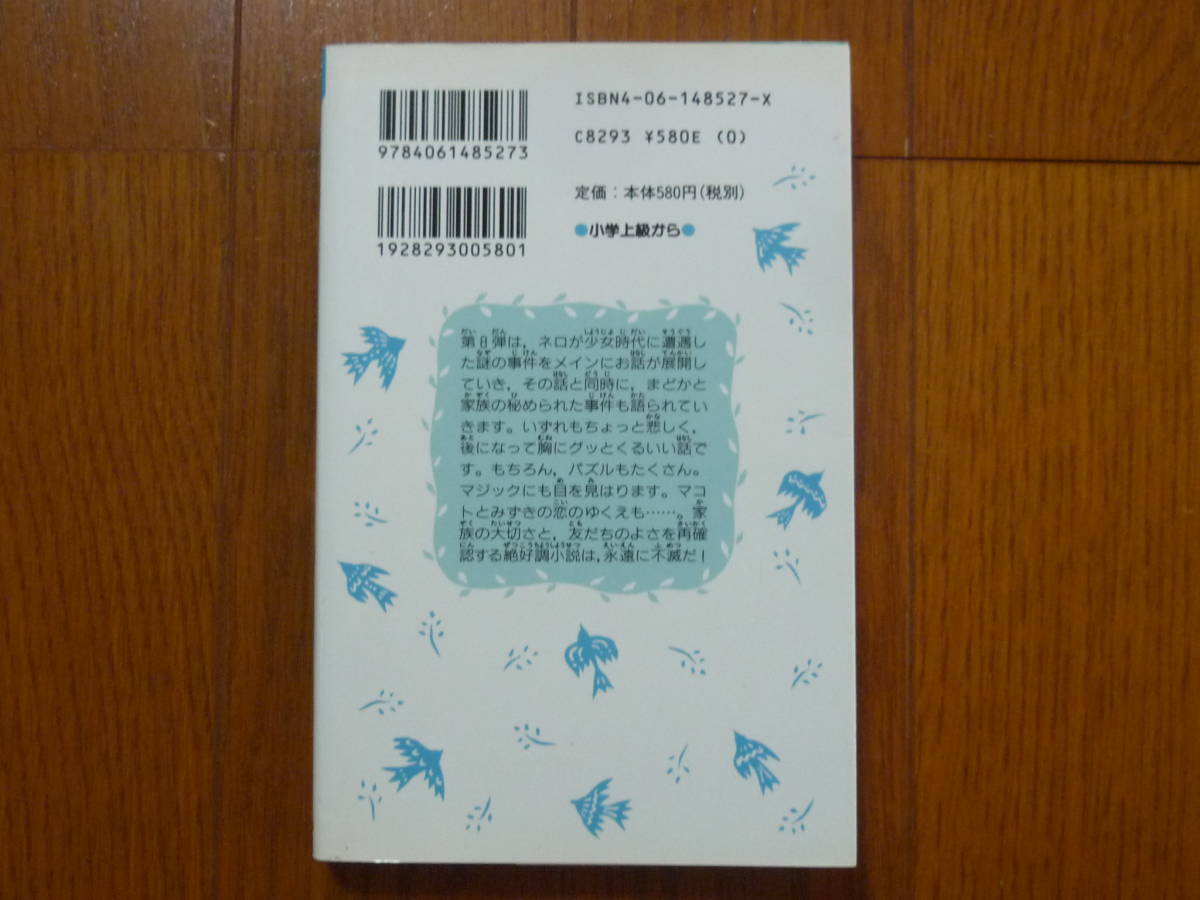 ISBN4-06-148527-X
9784061485273
C8293 ¥580E (0)
定価：本体580円(税別)
1928293005801
●小学上級から●
第8弾は，ネロが少女時代に遭遇し
た謎の事件をメインにお話が展開し
ていき，その話と同時に，まどかと
家族の秘められた事件も語られてい
きます。いずれもちょっと悲しく，
後になって胸にグッとくるいい話で
す。もちろん，パズルもたくさん。
マジックにも目を見はります。マコ
トとみずきの恋のゆくえも……。家
族の大切さと，友だちのよさを再確
認する絶好調小説は，永遠に不滅だ！